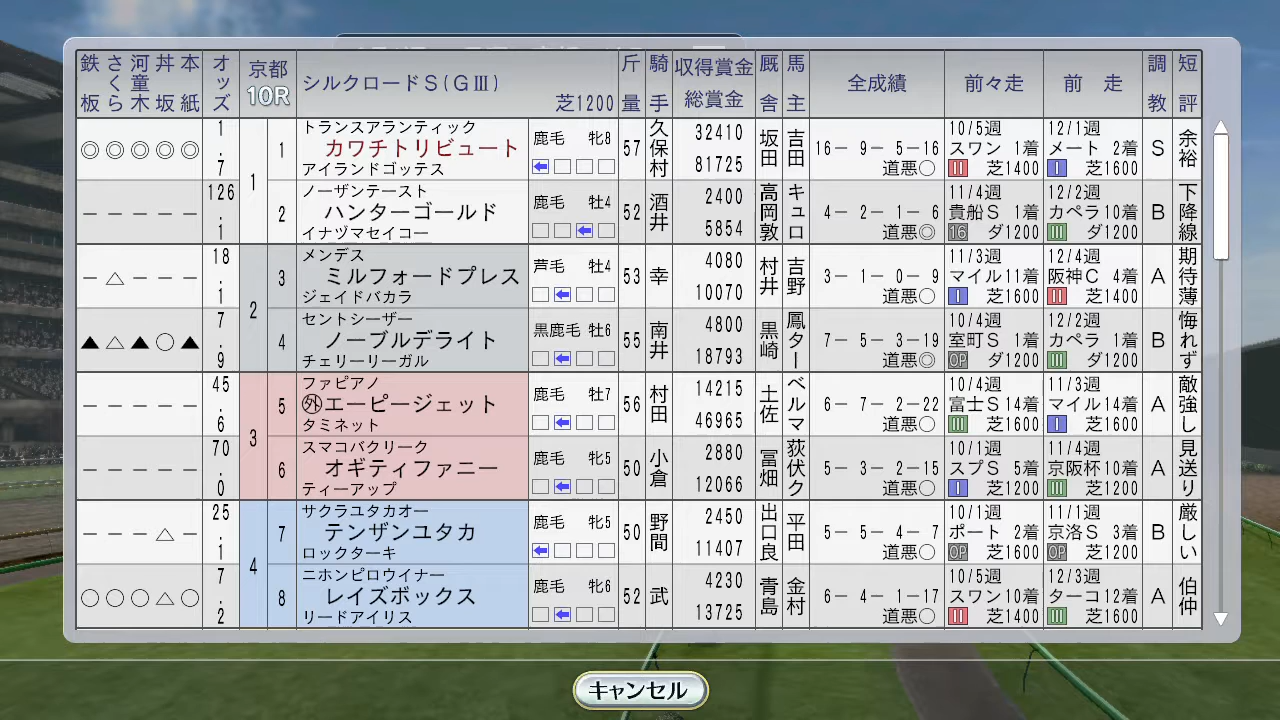 鉄板 さくら 河童木 丼坂 本紙 オッズ 京都 10R シルクロードS(GⅢ) 芝1200 斤量 騎手 収得賞金 総賞金 厩舎 馬主 全成績 前々走 前 走 調教 短評
◎ ◎ ◎ ◎ ◎ 1.7 1 1 トランスアランティック 鹿毛 牝8 57 久保村 32410 坂田 吉田 16- 9- 5-16 10/5週 12/1週 S 余裕
カワチトリビュート スワン 1着 メート 2着
アイランドゴッテス 81725 道悪○ II 芝1400 I 芝1600
- - - - - 126.1 2 ノーザンテースト 鹿毛 牡4 52 酒井 2400 高岡敦 キュロ 4- 2- 1- 6 11/4週 12/2週 B 下降線
ハンターゴールド 貴船S 1着 カペラ10着
イナヅマセイコー 5854 道悪◎ 16 ダ1200 III ダ1200
- △ - - - 18.1 2 3 メンデス 芦毛 牡4 53 幸 4080 村井 吉野 3- 1- 0- 9 11/3週 12/4週 A 期待薄
ミルフォードプレス マイル11着 阪神C 4着
ジェイドバカラ 10070 道悪○ I 芝1600 II 芝1400
▲ △ ▲ ○ ▲ 7.9 4 セントシーザー 黒鹿毛 牡6 55 南井 4800 黒崎 鳳ター 7- 5- 3-19 10/4週 12/2週 B 侮れず
ノーブルデライト 室町S 1着 カペラ 1着
チェリーリーガル 18793 道悪◎ OP ダ1200 III ダ1200
- - - - - 45.6 3 5 ファピアノ 鹿毛 牡7 56 村田 14215 土佐 ベルマ 6- 7- 2-22 10/4週 11/3週 A 敵強し
㊕エーピージェット 富士S14着 マイル14着
タミネット 46965 道悪○ III 芝1600 I 芝1600
- - - - - 70.0 6 スマコバクリーク 鹿毛 牝5 50 小倉 2880 冨畑 荻伏ク 5- 3- 2-15 10/1週 11/4週 A 見送り
オギティファニー スプS 5着 京阪杯10着
ティーアップ 12066 道悪○ I 芝1200 III 芝1200
- - - △ - 25.1 4 7 サクラユタカオー 鹿毛 牝5 50 野間 2450 出口良 平田 5- 5- 4- 7 10/1週 11/1週 B 厳しい
テンザンユタカ ポート 2着 京洛S 3着
ロックターキ 11407 道悪○ OP 芝1600 OP 芝1200
○ ○ ○ △ ○ 7.2 8 ニホンピロウイナー 鹿毛 牝6 52 武 4230 青島 金村 6- 4- 1-17 10/5週 12/3週 A 伯仲
レイズボックス スワン10着 ターコ12着
リードアイリス 13725 道悪○ II 芝1400 III 芝1600
キャンセル